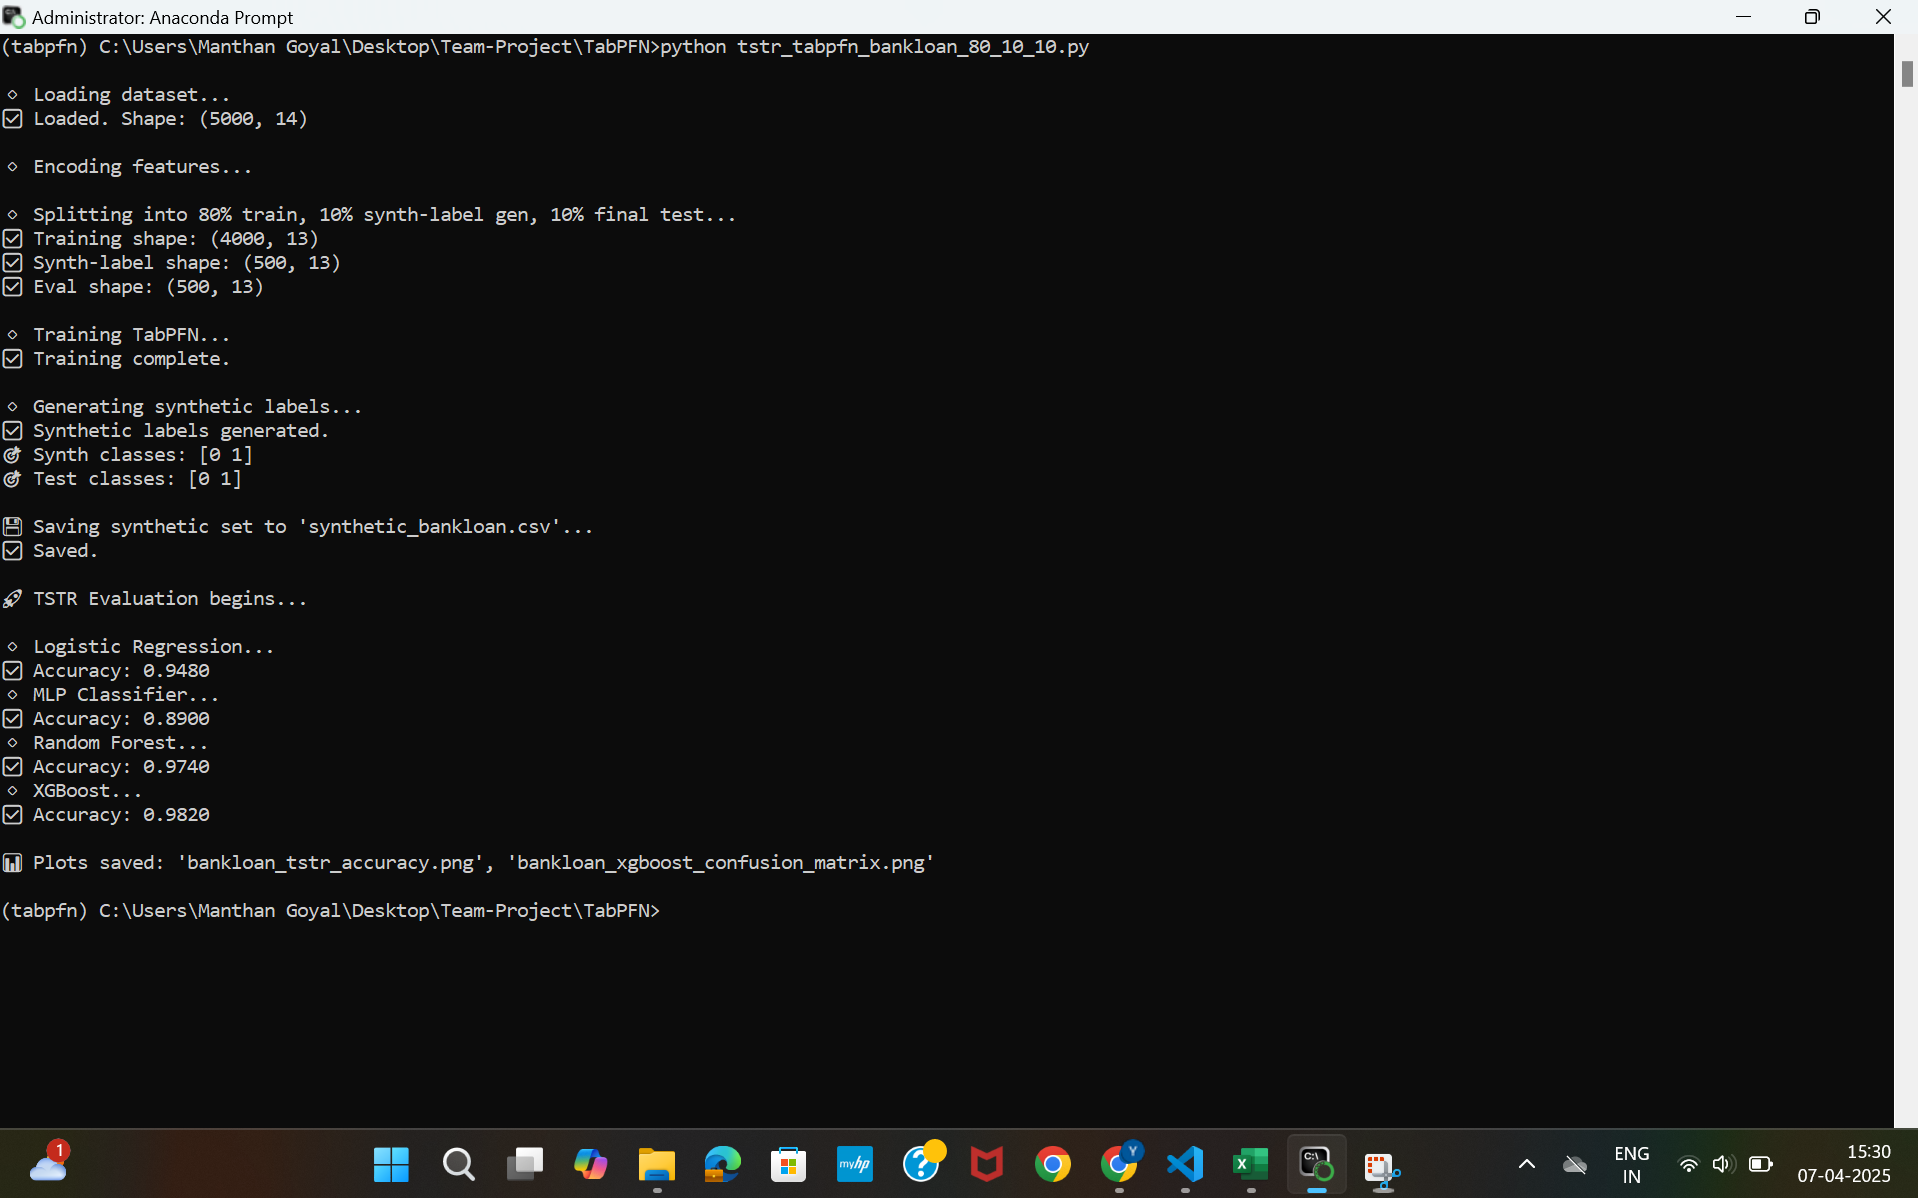 Administrator: Anaconda Prompt
(tabpfn) C:\Users\Manthan Goyal\Desktop\Team-Project\TabPFN>python tstr_tabpfn_bankloan_80_10_10.py
Loading dataset...
Loaded. Shape: (5000, 14)
Encoding features...
Splitting into 80% train, 10% synth-label gen, 10% final test...
Training shape: (4000, 13)
Synth-label shape: (500, 13)
Eval shape: (500, 13)
Training TabPFN...
Training complete.
Generating synthetic labels...
Synthetic labels generated.
Synth classes: [0 1]
Test classes: [0 1]
Saving synthetic set to 'synthetic_bankloan.csv'...
Saved.
TSTR Evaluation begins...
Logistic Regression...
Accuracy: 0.9480
MLP Classifier...
Accuracy: 0.8900
Random Forest...
Accuracy: 0.9740
XGBoost...
Accuracy: 0.9820
Plots saved: 'bankloan_tstr_accuracy.png', 'bankloan_xgboost_confusion_matrix.png'
(tabpfn) C:\Users\Manthan Goyal\Desktop\Team-Project\TabPFN>
1
myhp
?
Y
X
C:\
ENG
IN
15:30
07-04-2025